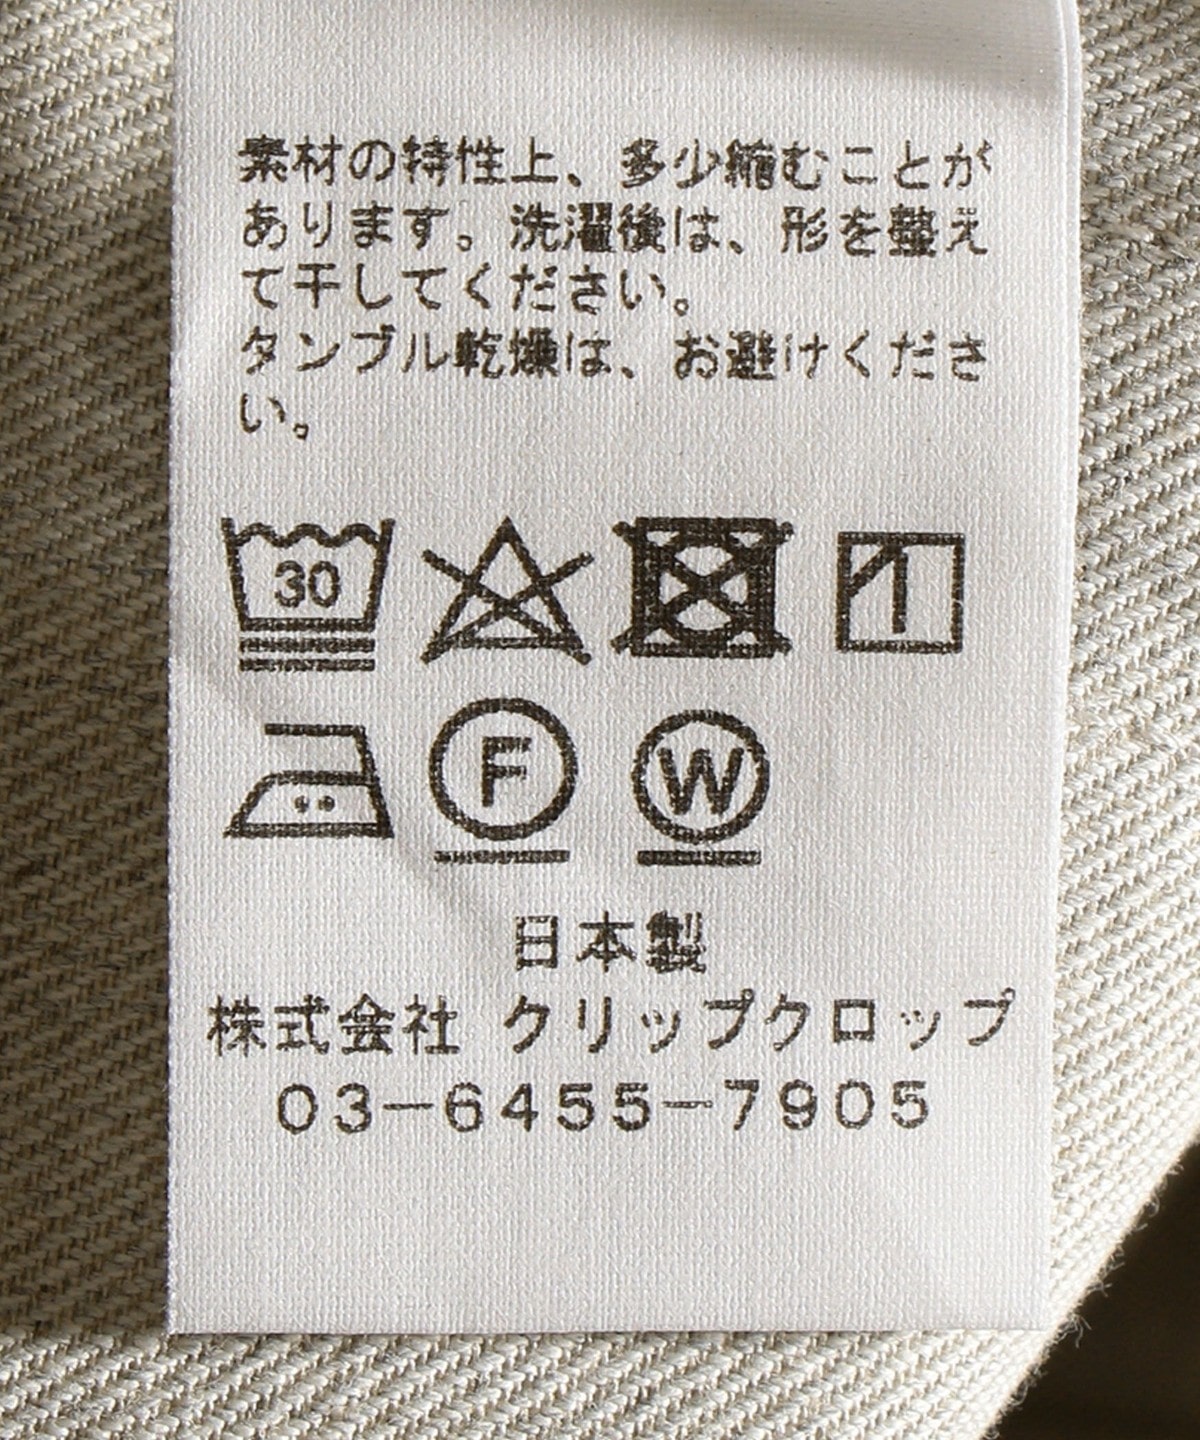 素材の特性上、多少縮むことが
あります。洗濯後は、形を整え
て干してください。
タンブル乾燥は、お避けくださ
い。
30
F
W
日本製
株式会社 クリップクロップ
03-6455-7905